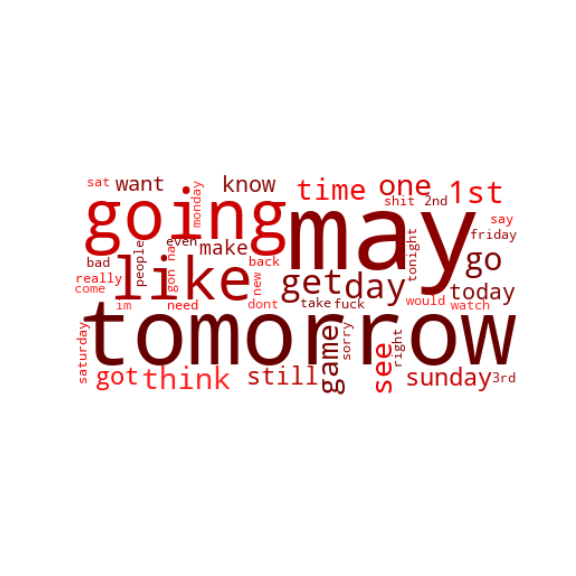 sat want know time one 1st
shit 2nd
going may
monday
say
friday
bad people even make get day go
tonight
like
gon na
back
really
come
new
today
im need dont take fuck would watch
tomorrow
saturday
got think still game sorry see right sunday 3rd